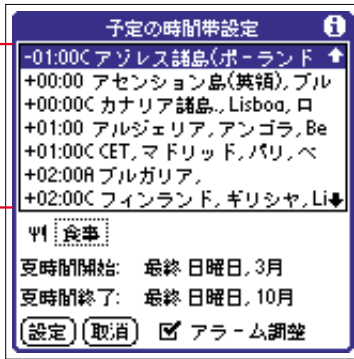 予定の時間帯設定
-01:00C アゾレス諸島(ポーランド
+00:00 アセンション島(英領), ブル
+00:00C カナリア諸島., Lisboa, ロ
+01:00 アルジェリア, アンゴラ, Be
+01:00C CET, マドリッド, パリ, ベ
+02:00A ブルガリア,
+02:00C フィンランド, ギリシャ, Li
食事
夏時間開始: 最終 日曜日, 3月
夏時間終了: 最終 日曜日, 10月
設定 取消 アラーム調整